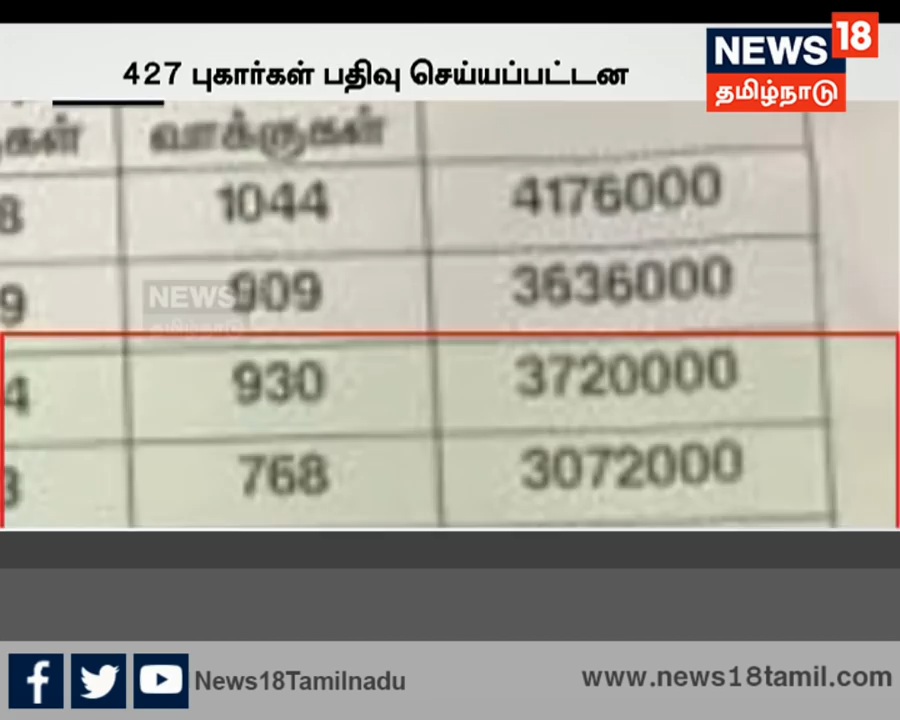 NEWS 18
தமிழ்நாடு
427 புகார்கள் பதிவு செய்யப்பட்டன
வாக்குகள்
1044 4176000
909 3636000
930 3720000
768 3072000
NEWS
News18Tamilnadu
www.news18tamil.com